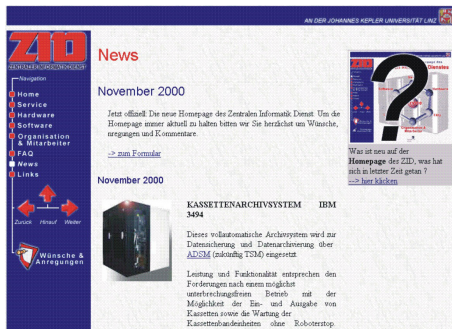 AN DER JOHANNES KEPLER UNIVERSITÄT LINZ
ZID
ZENTRALER INFORMATIKDIENST
Navigation
Home
Service
Hardware
Software
Organisation
& Mitarbeiter
FAQ
News
Links
Zurück Hinauf Weiter
Wünsche &
Anregungen
News
November 2000
Jetzt offiziell: Die neue Homepage des Zentralen Informatik Dienst. Um die
Homepage immer aktuell zu halten bitten wir Sie herzlichst um Wünsche,
nregungen und Kommentare.
--> zum Formular
November 2000
KASSETTENARCHIVSYSTEM IBM
3494
Dieses vollautomatische Archivsystem wird zur
Datensicherung und Datenarchivierung über
ADSM (zukünftig TSM) eingesetzt.
Leistung und Funktionalität entsprechen den
Forderungen nach einem möglichst
unterbrechungsfreien Betrieb mit der
Möglichkeit der Ein- und Ausgabe von
Kassetten sowie die Wartung der
Kassettenbandeinheiten ohne Roboterstop.
?
Was ist neu auf der
Homepage des ZID, was hat
sich in letzter Zeit getan ?
---> hier klicken